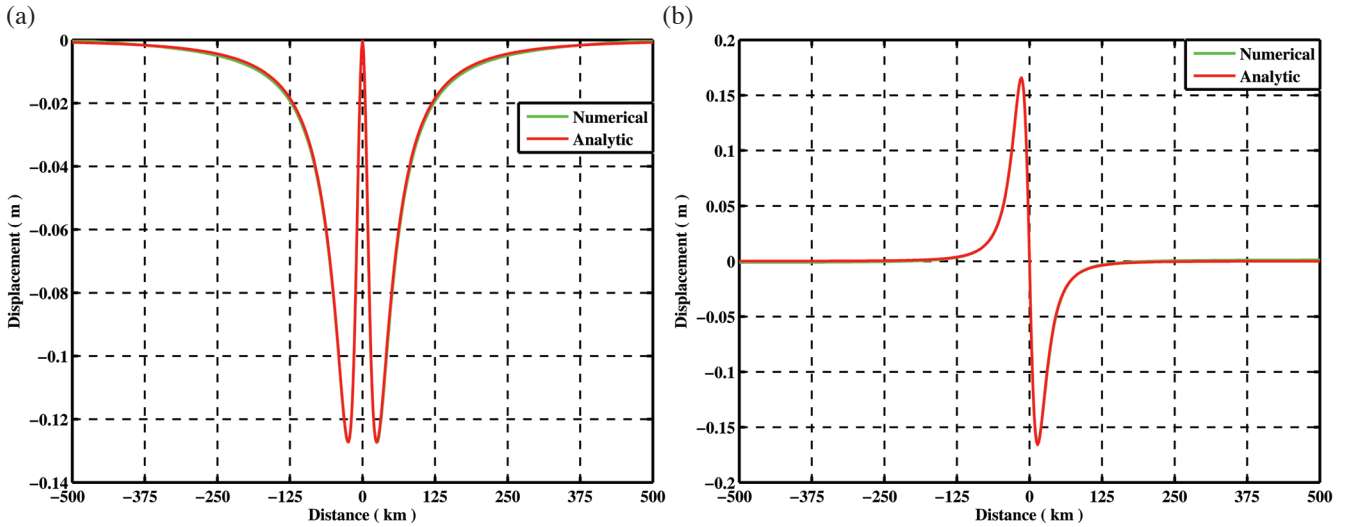 (a)
0
−0.02
−0.04
−0.06
−0.08
−0.1
−0.12
−0.14
Displacement ( m )
−500 −375 −250 −125 0 125 250 375 500
Distance ( km )
Numerical
Analytic
(b)
0.2
0.15
0.1
0.05
0
−0.05
−0.1
−0.15
−0.2
Displacement ( m )
−500 −375 −250 −125 0 125 250 375 500
Distance ( km )
Numerical
Analytic